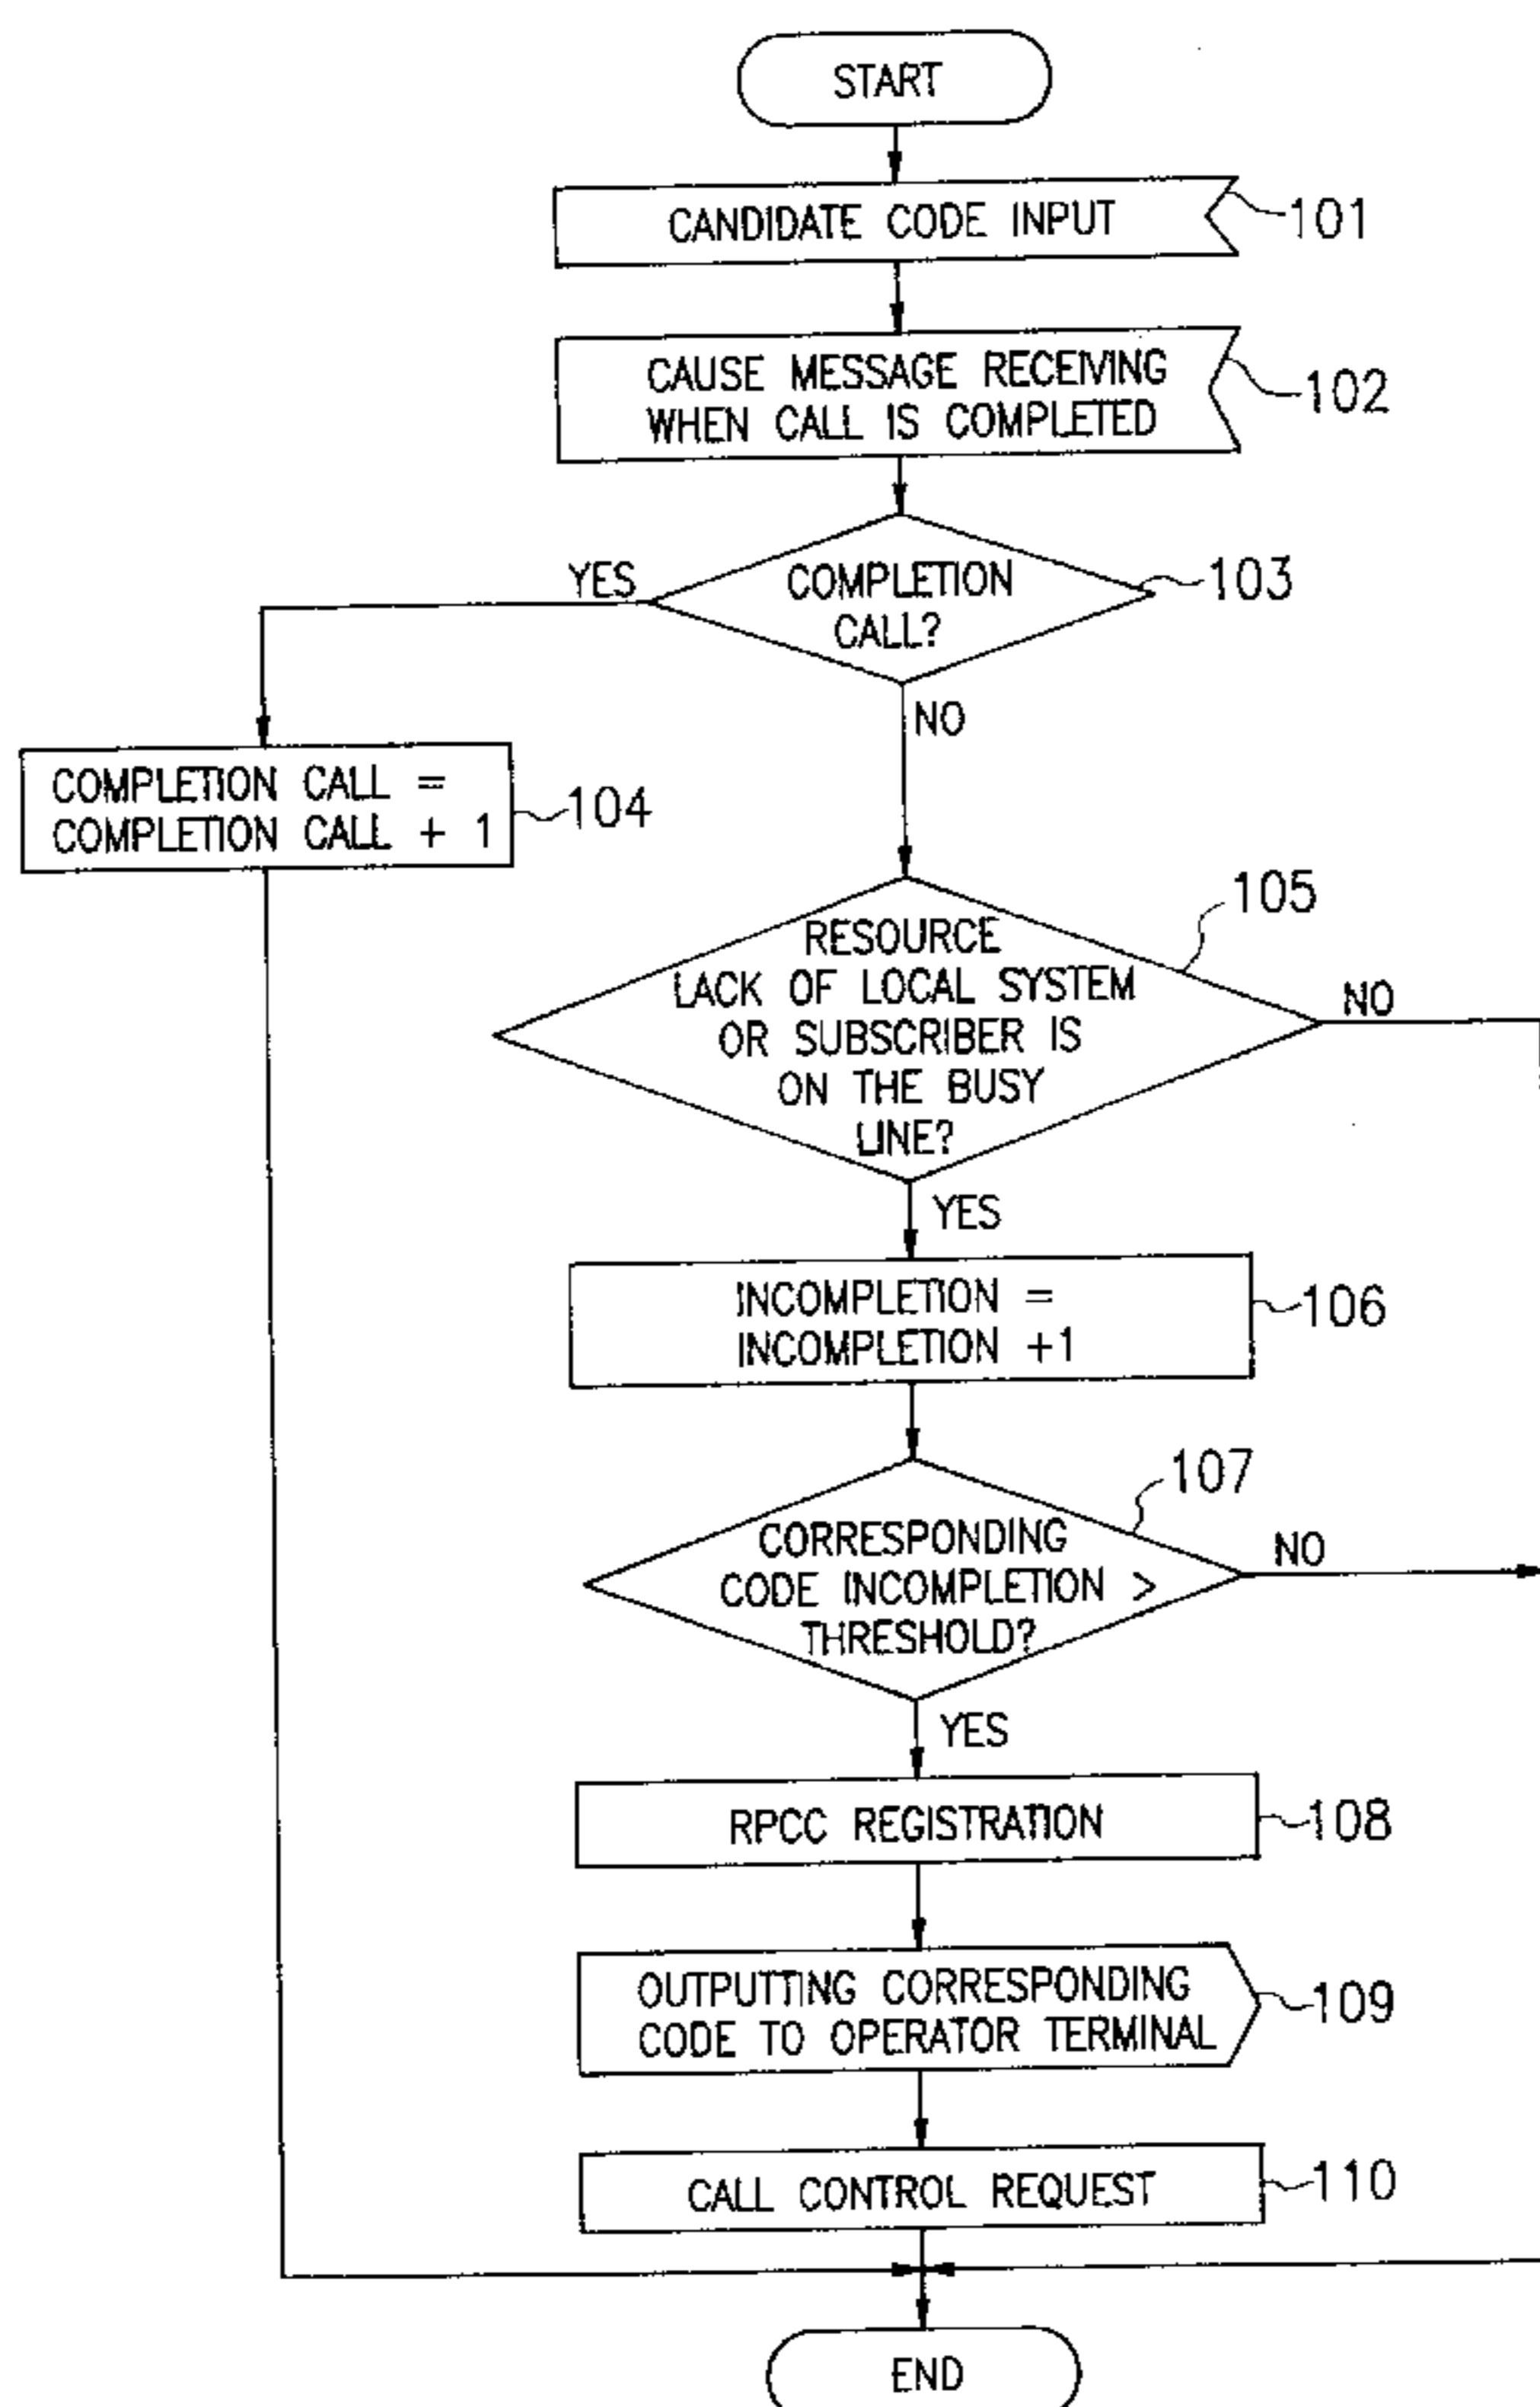 START
CANDIDATE CODE INPUT
101
CAUSE MESSAGE RECEIVING
WHEN CALL IS COMPLETED
102
COMPLETION
CALL?
103
YES
NO
COMPLETION CALL =
COMPLETION CALL + 1
104
RESOURCE
LACK OF LOCAL SYSTEM
OR SUBSCRIBER IS
ON THE BUSY
LINE?
105
NO
YES
INCOMPLETION =
INCOMPLETION +1
106
CORRESPONDING
CODE INCOMPLETION >
THRESHOLD?
107
NO
YES
RPCC REGISTRATION
108
OUTPUTTING CORRESPONDING
CODE TO OPERATOR TERMINAL
109
CALL CONTROL REQUEST
110
END